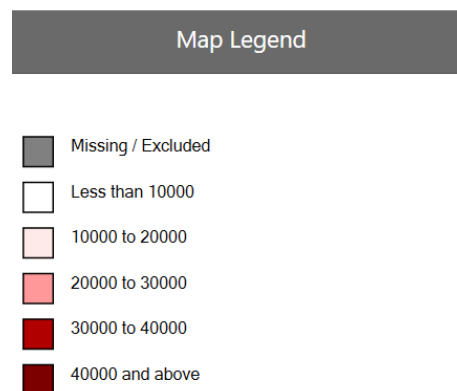 Map Legend
Missing / Excluded
Less than 10000
10000 to 20000
20000 to 30000
30000 to 40000
40000 and above